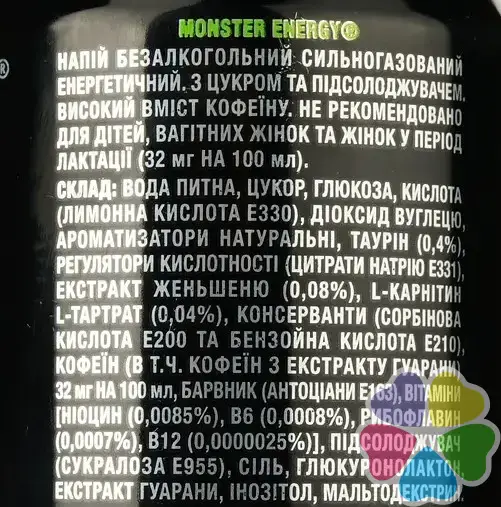 MONSTER ENERGY®
НАПІЙ БЕЗАЛКОГОЛЬНИЙ СИЛЬНОГАЗОВАНИЙ
ЕНЕРГЕТИЧНИЙ. З ЦУКРОМ ТА ПІДСОЛОДЖУВАЧЕМ.
ВИСОКИЙ ВМІСТ КОФЕЇНУ. НЕ РЕКОМЕНДОВАНО
ДЛЯ ДІТЕЙ, ВАГІТНИХ ЖІНОК ТА ЖІНОК У ПЕРІОД
ЛАКТАЦІЇ (32 мг НА 100 мл).
СКЛАД: ВОДА ПИТНА, ЦУКОР, ГЛЮКОЗА, КИСЛОТА
(ЛИМОННА КИСЛОТА Е330), ДІОКСИД ВУГЛЕЦЮ,
АРОМАТИЗАТОРИ НАТУРАЛЬНІ, ТАУРІН (0,4%),
РЕГУЛЯТОРИ КИСЛОТНОСТІ (ЦИТРАТИ НАТРІЮ Е331),
ЕКСТРАКТ ЖЕНЬШЕНЮ (0,08%), L-КАРНІТИН
L-ТАРТРАТ (0,04%), КОНСЕРВАНТИ (СОРБІНОВА
КИСЛОТА Е200 ТА БЕНЗОЙНА КИСЛОТА Е210),
КОФЕЇН (В Т.Ч. КОФЕЇН З ЕКСТРАКТУ ГУАРАНИ)
32 мг НА 100 мл, БАРВНИК (АНТОЦІАНИ Е163), ВІТАМІНИ
[НІОЦИН (0,0085%), В6 (0,0008%), РИБОФЛАВИН
(0,0007%), В12 (0,0000025%)], ПІДСОЛОДЖУВАЧ
(СУКРАЛОЗА Е955), СІЛЬ, ГЛЮКУРОНОЛАКТОН,
ЕКСТРАКТ ГУАРАНИ, ІНОЗІТОЛ, МАЛЬТОДЕКСТРИН.